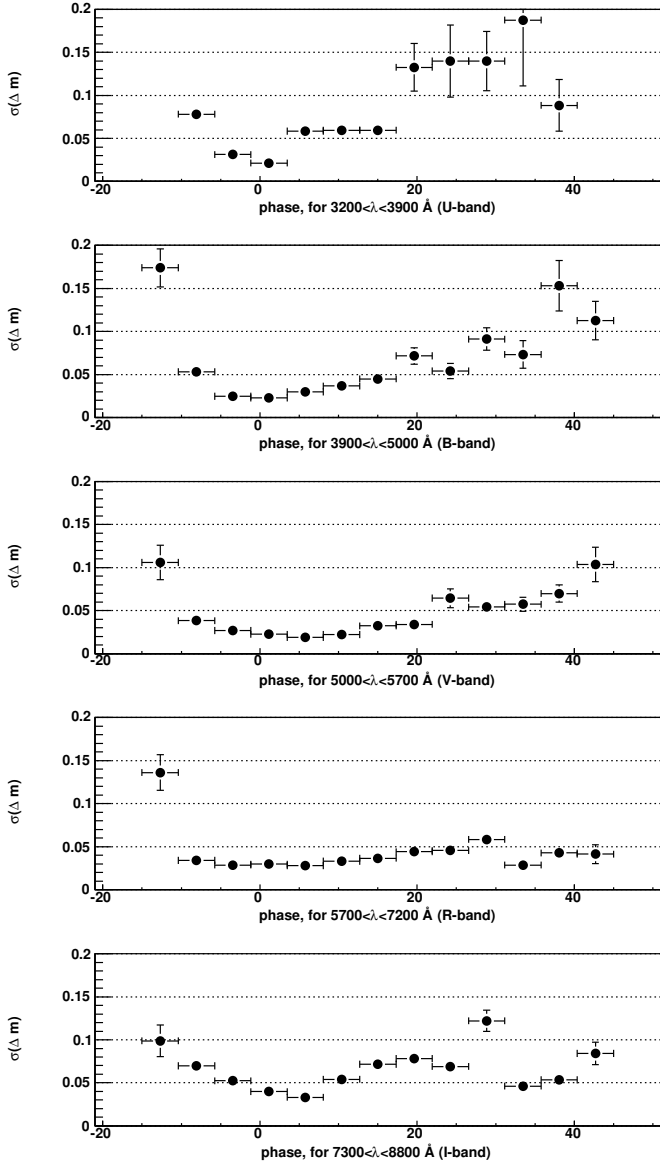 0.2
0.15
0.1
0.05
0
σ(Δ m)
-20 0 20 40
phase, for 3200<λ<3900 Å (U-band)
0.2
0.15
0.1
0.05
0
σ(Δ m)
-20 0 20 40
phase, for 3900<λ<5000 Å (B-band)
0.2
0.15
0.1
0.05
0
σ(Δ m)
-20 0 20 40
phase, for 5000<λ<5700 Å (V-band)
0.2
0.15
0.1
0.05
0
σ(Δ m)
-20 0 20 40
phase, for 5700<λ<7200 Å (R-band)
0.2
0.15
0.1
0.05
0
σ(Δ m)
-20 0 20 40
phase, for 7300<λ<8800 Å (I-band)